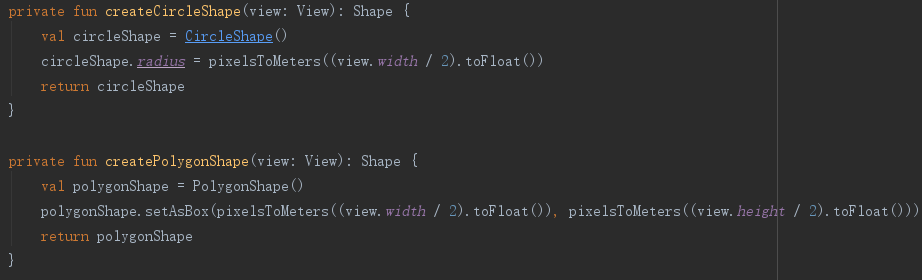 private fun createCircleShape(view: View): Shape {
    val circleShape = CircleShape()
    circleShape.radius = pixelsToMeters((view.width / 2).toFloat())
    return circleShape
}

private fun createPolygonShape(view: View): Shape {
    val polygonShape = PolygonShape()
    polygonShape.setAsBox(pixelsToMeters((view.width / 2).toFloat()), pixelsToMeters((view.height / 2).toFloat()))
    return polygonShape
}